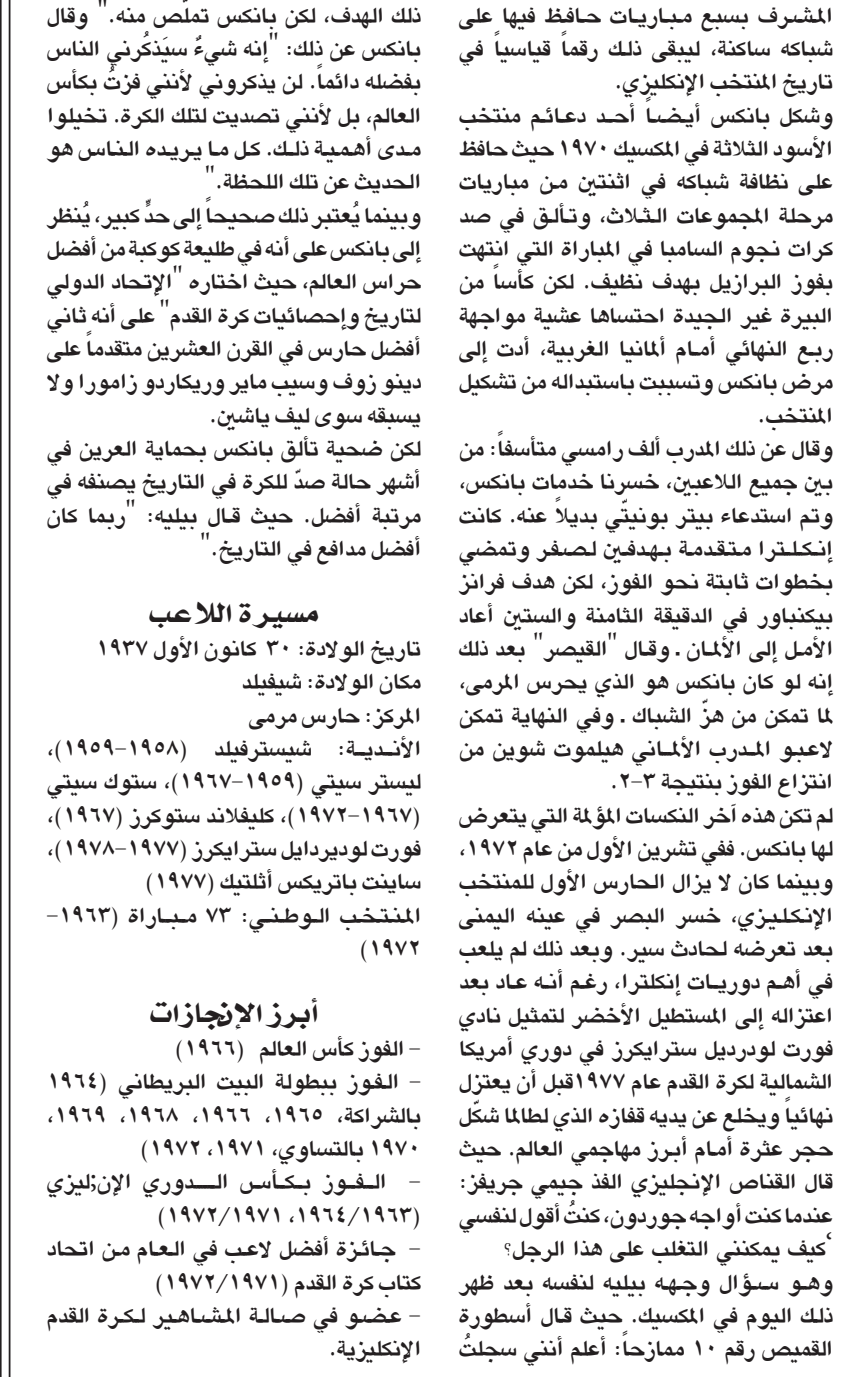 المشرف بسبع مباريات حافظ فيها على
شباكه ساكنة، ليبقى ذلك رقماً قياسياً في
تاريخ المنتخب الإنكليزي.
وشكل بانكس أيضاً أحد دعائم منتخب
الأسود الثلاثة في المكسيك ١٩٧٠ حيث حافظ
على نظافة شباكه في اثنتين من مباريات
مرحلة المجموعات الثلاث، وتألق في صد
كرات نجوم السامبا في المباراة التي انتهت
بفوز البرازيل بهدف نظيف. لكن كأساً من
البيرة غير الجيدة احتساها عشية مواجهة
ربع النهائي أمام ألمانيا الغربية، أدت إلى
مرض بانكس وتسببت باستبداله من تشكيل
المنتخب.
وقال عن ذلك المدرب ألف رامسي متأسفاً: من
بين جميع اللاعبين، خسرنا خدمات بانكس،
وتم استدعاء بيتر بونيتّي بديلاً عنه. كانت
إنكلترا متقدمة بهدفين لصفر وتمضي
بخطوات ثابتة نحو الفوز، لكن هدف فرانز
بيكنباور في الدقيقة الثامنة والستين أعاد
الأمل إلى الألمان . وقال "القيصر" بعد ذلك
إنه لو كان بانكس هو الذي يحرس المرمى،
لما تمكن من هزّ الشباك . وفي النهاية تمكن
لاعبو المدرب الألماني هيلموت شوين من
انتزاع الفوز بنتيجة ٣-٢.
لم تكن هذه آخر النكسات المؤلمة التي يتعرض
لها بانكس. ففي تشرين الأول من عام ١٩٧٢،
وبينما كان لا يزال الحارس الأول للمنتخب
الإنكليزي، خسر البصر في عينه اليمنى
بعد تعرضه لحادث سير. وبعد ذلك لم يلعب
في أهم دوريات إنكلترا، رغم أنه عاد بعد
اعتزاله إلى المستطيل الأخضر لتمثيل نادي
فورت لودرديل سترايكرز في دوري أمريكا
الشمالية لكرة القدم عام ١٩٧٧قبل أن يعتزل
نهائياً ويخلع عن يديه قفازه الذي لطالما شكّل
حجر عثرة أمام أبرز مهاجمي العالم. حيث
قال القناص الإنجليزي الفذ جيمي جريفز:
عندما كنت أواجه جوردون، كنتُ أقول لنفسي
‘كيف يمكنني التغلب على هذا الرجل؟
وهو سؤال وجهه بيليه لنفسه بعد ظهر
ذلك اليوم في المكسيك. حيث قال أسطورة
القميص رقم ١٠ ممازحاً: أعلم أنني سجلتُ
ذلك الهدف، لكن بانكس تملّص منه." وقال
بانكس عن ذلك: "إنه شيءٌ سيَذكُرني الناس
بفضله دائماً. لن يذكروني لأنني فزتُ بكأس
العالم، بل لأنني تصديت لتلك الكرة. تخيلوا
مدى أهمية ذلك. كل ما يريده الناس هو
الحديث عن تلك اللحظة."
وبينما يُعتبر ذلك صحيحاً إلى حدٍّ كبير، يُنظر
إلى بانكس على أنه في طليعة كوكبة من أفضل
حراس العالم، حيث اختاره "الإتحاد الدولي
لتاريخ وإحصائيات كرة القدم" على أنه ثاني
أفضل حارس في القرن العشرين متقدماً على
دينو زوف وسيب ماير وريكاردو زامورا ولا
يسبقه سوى ليف ياشين.
لكن ضحية تألق بانكس بحماية العرين في
أشهر حالة صدّ للكرة في التاريخ يصنفه في
مرتبة أفضل. حيث قال بيليه: "ربما كان
أفضل مدافع في التاريخ."
مسيرة اللاعب
تاريخ الولادة: ٣٠ كانون الأول ١٩٣٧
مكان الولادة: شيفيلد
المركز: حارس مرمى
الأندية: شيسترفيلد (١٩٥٨-١٩٥٩)،
ليستر سيتي (١٩٥٩-١٩٦٧)، ستوك سيتي
(١٩٦٧-١٩٧٢)، كليفلاند ستوكرز (١٩٦٧)،
فورت لوديردايل سترايكرز (١٩٧٧-١٩٧٨)،
ساينت باتريكس أثلتيك (١٩٧٧)
المنتخب الوطني: ٧٣ مباراة (١٩٦٣-
١٩٧٢)
أبرز الإنجازات
- الفوز كأس العالم (١٩٦٦)
- الفوز ببطولة البيت البريطاني (١٩٦٤
بالشراكة، ١٩٦٥، ١٩٦٦، ١٩٦٨، ١٩٦٩،
١٩٧٠ بالتساوي، ١٩٧١، ١٩٧٢)
- الفوز بكأس الدوري الإن;ليزي
(١٩٦٤/١٩٦٣، ١٩٧٢/١٩٧١)
- جائزة أفضل لاعب في العام من اتحاد
كتاب كرة القدم (١٩٧٢/١٩٧١)
- عضو في صالة المشاهير لكرة القدم
الإنكليزية.